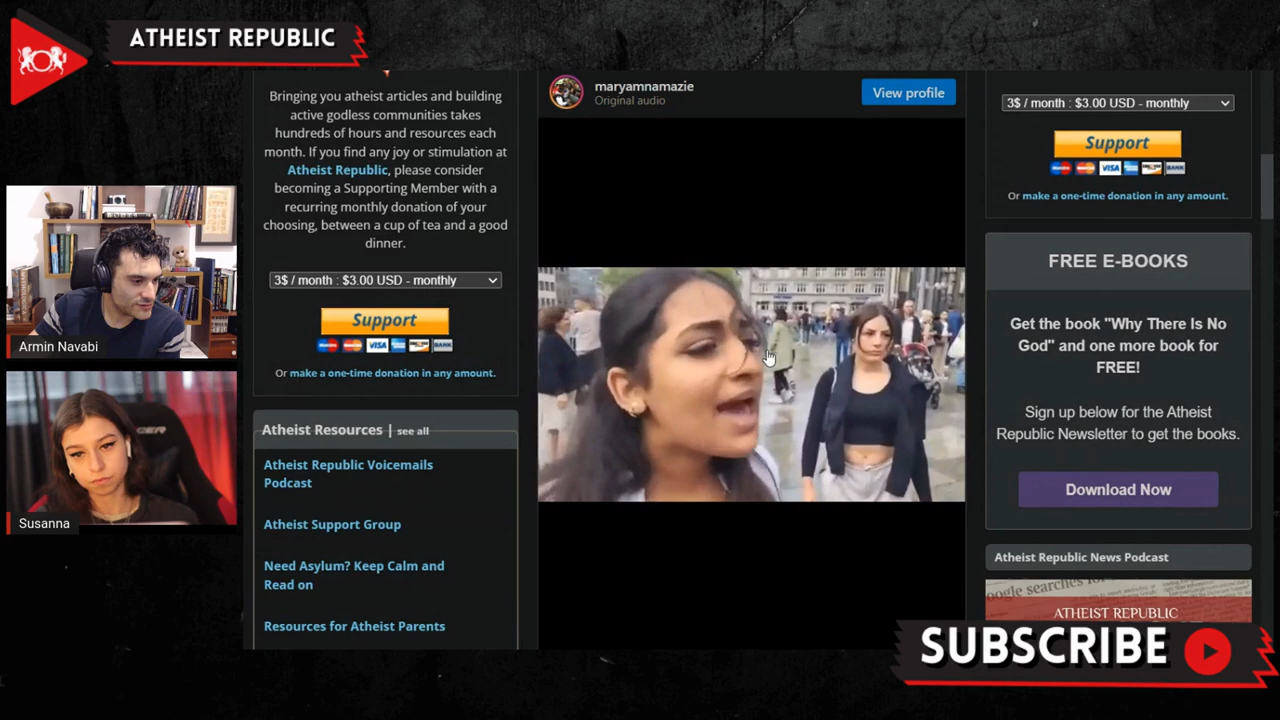 ATHEIST REPUBLIC
Bringing you atheist articles and building
active godless communities takes
hundreds of hours and resources each
month. If you find any joy or stimulation at
Atheist Republic, please consider
becoming a Supporting Member with a
recurring monthly donation of your
choosing, between a cup of tea and a good
dinner.
3$ / month : $3.00 USD - monthly
Support
VISA
BANK
Or make a one-time donation in any amount.
Atheist Resources | see all
Atheist Republic Voicemails
Podcast
Atheist Support Group
Need Asylum? Keep Calm and
Read on
Resources for Atheist Parents
maryamnamazie
Original audio
View profile
3$ / month : $3.00 USD - monthly
Support
VISA
BANK
Or make a one-time donation in any amount.
FREE E-BOOKS
Get the book "Why There Is No
God" and one more book for
FREE!
Sign up below for the Atheist
Republic Newsletter to get the books.
Download Now
Atheist Republic News Podcast
oogle searches for
ATHEIST REPUBLIC
SUBSCRIBE
Armin Navabi
Susanna